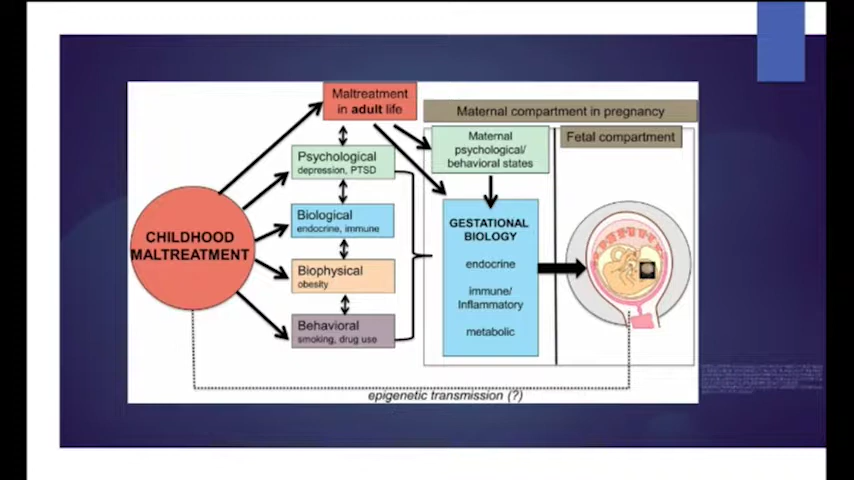 Maltreatment
in adult life
Maternal compartment in pregnancy
Maternal
psychological/
behavioral states
Fetal compartment
Psychological
depression, PTSD
Biological
endocrine, immune
Biophysical
obesity
Behavioral
smoking, drug use
CHILDHOOD
MALTREATMENT
GESTATIONAL
BIOLOGY
endocrine
immune/
Inflammatory
metabolic
epigenetic transmission (?)